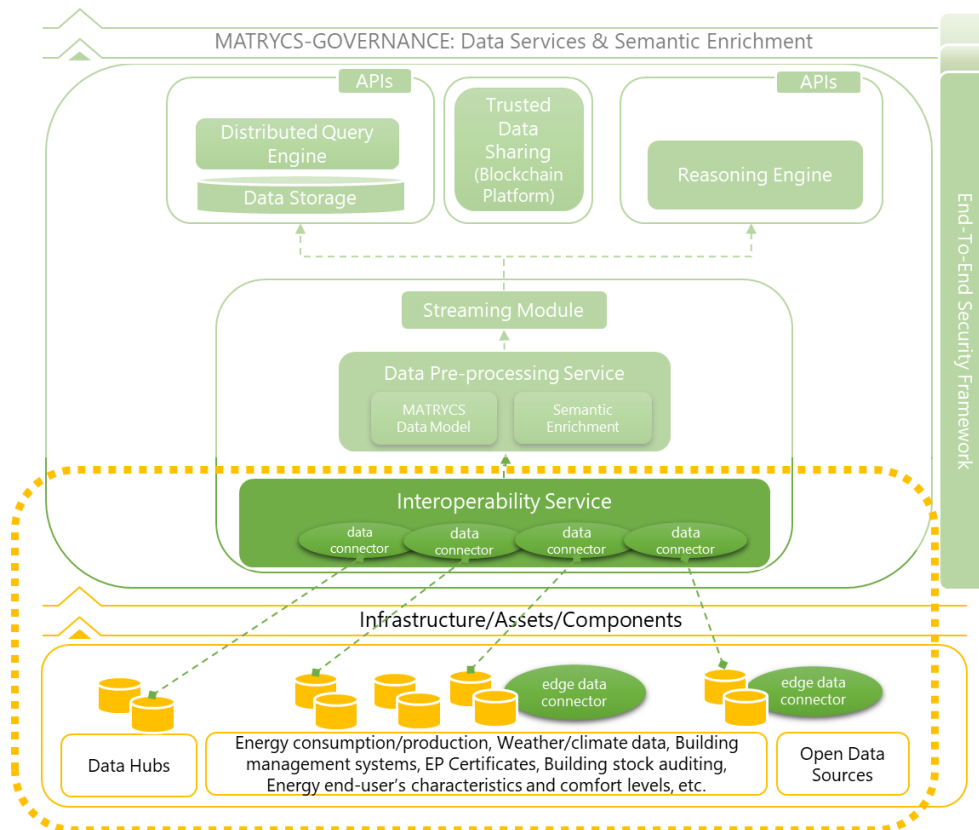 MATRYCS-GOVERNANCE: Data Services & Semantic Enrichment
APIs
Distributed Query
Engine
Data Storage
Trusted
Data
Sharing
(Blockchain
Platform)
APIs
Reasoning Engine
End-To-End Security Framework
Streaming Module
Data Pre-processing Service
MATRYCS
Data Model
Semantic
Enrichment
Interoperability Service
data
connector
data
connector
data
connector
data
connector
Infrastructure/Assets/Components
edge data
connector
edge data
connector
Data Hubs
Energy consumption/production, Weather/climate data, Building
management systems, EP Certificates, Building stock auditing,
Energy end-user's characteristics and comfort levels, etc.
Open Data
Sources